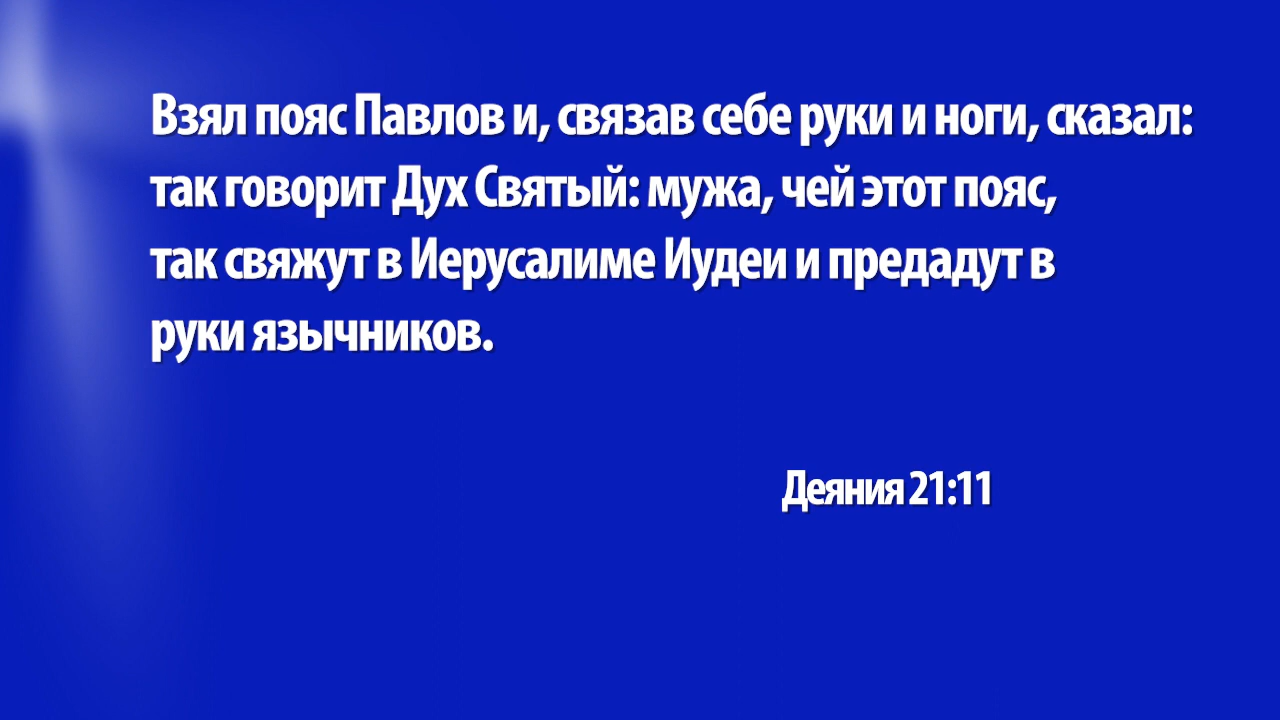 Взял пояс Павлов и, связав себе руки и ноги, сказал:
так говорит Дух Святый: мужа, чей этот пояс,
так свяжут в Иерусалиме Иудеи и предадут в
руки язычников.
Деяния 21:11